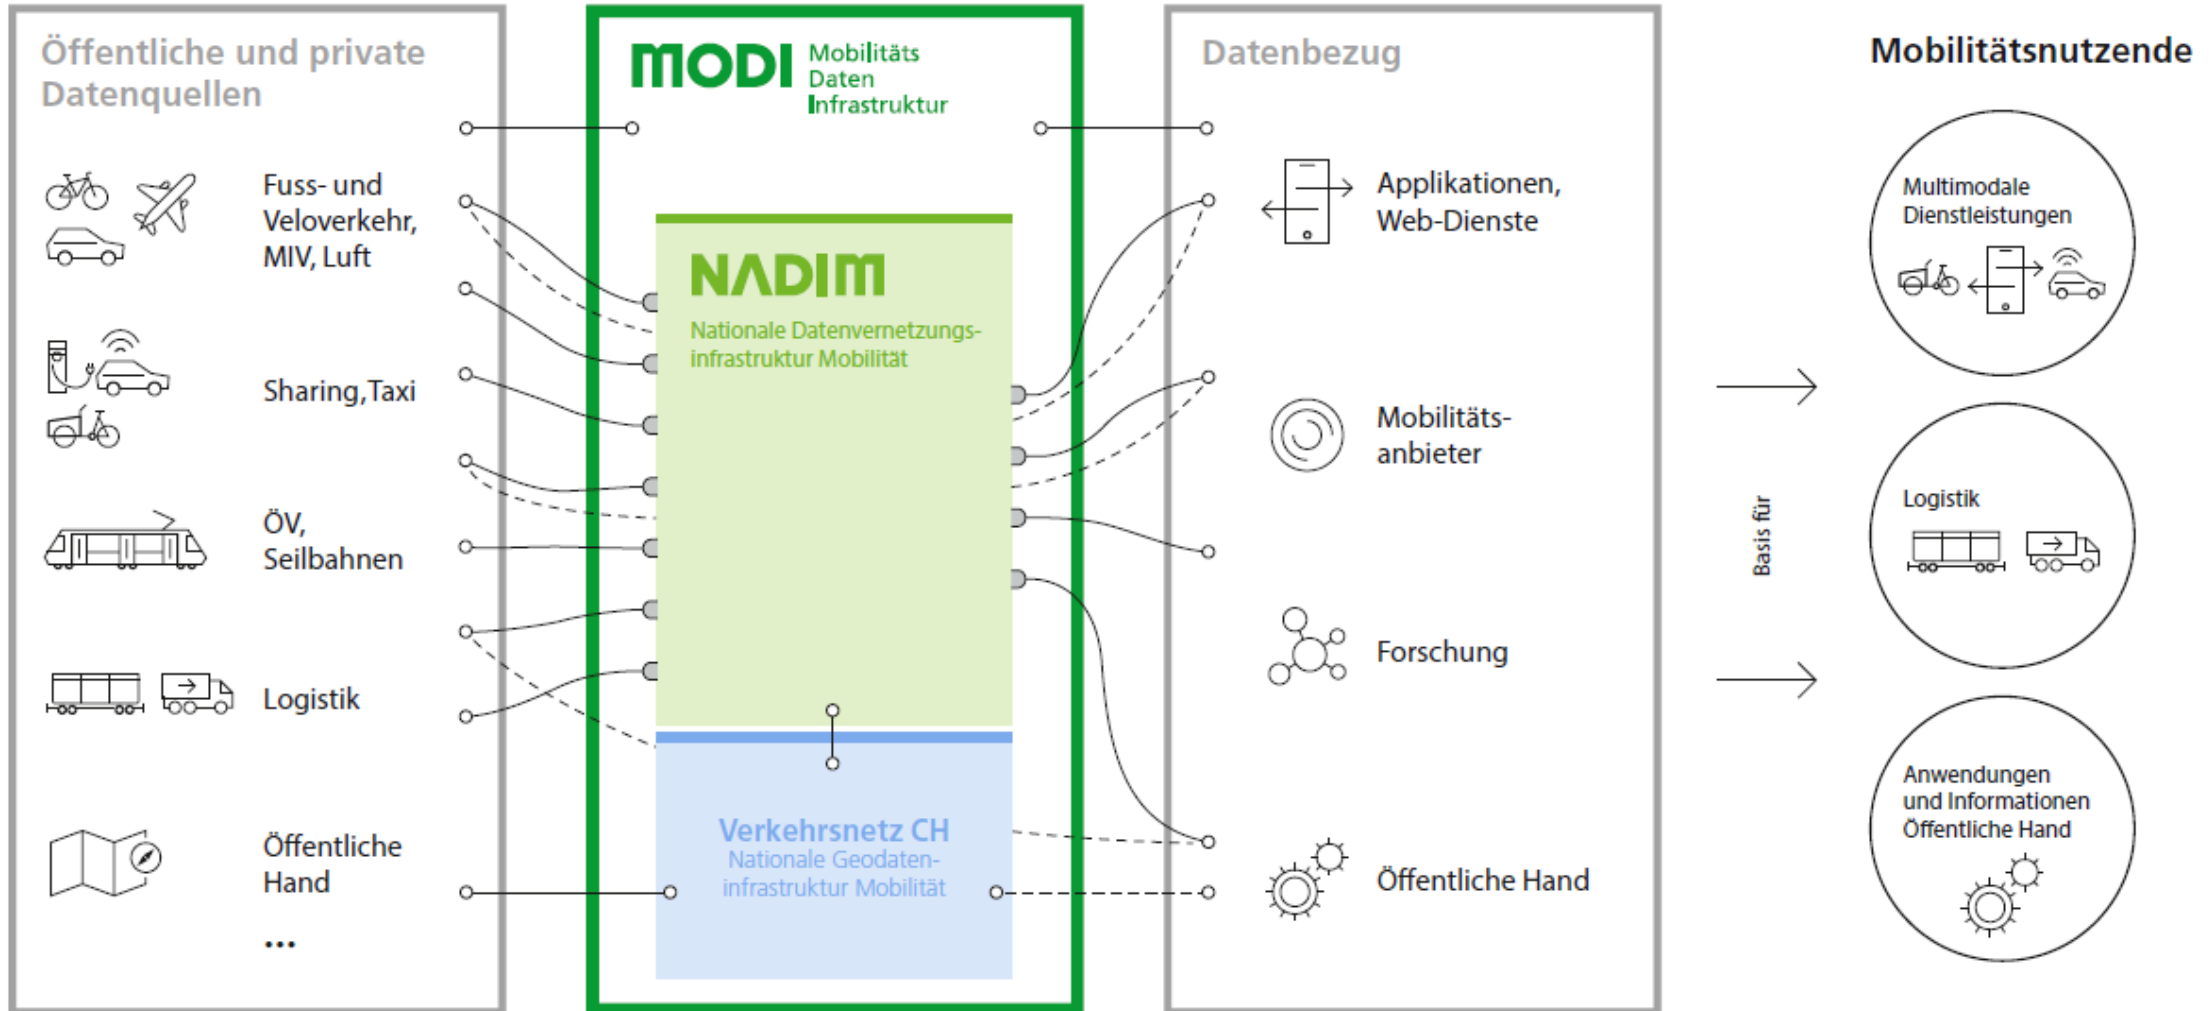 Öffentliche und private
Datenquellen
Fuss- und
Veloverkehr,
MIV, Luft
Sharing,Taxi
ÖV,
Seilbahnen
Logistik
Öffentliche
Hand
...
MODI
Mobilitäts
Daten
Infrastruktur
NADIM
Nationale Datenvernetzungs-
infrastruktur Mobilität
Verkehrsnetz CH
Nationale Geodaten-
infrastruktur Mobilität
Datenbezug
Applikationen,
Web-Dienste
Mobilitäts-
anbieter
Forschung
Öffentliche Hand
Basis für
Mobilitätsnutzende
Multimodale
Dienstleistungen
Logistik
Anwendungen
und Informationen
Öffentliche Hand